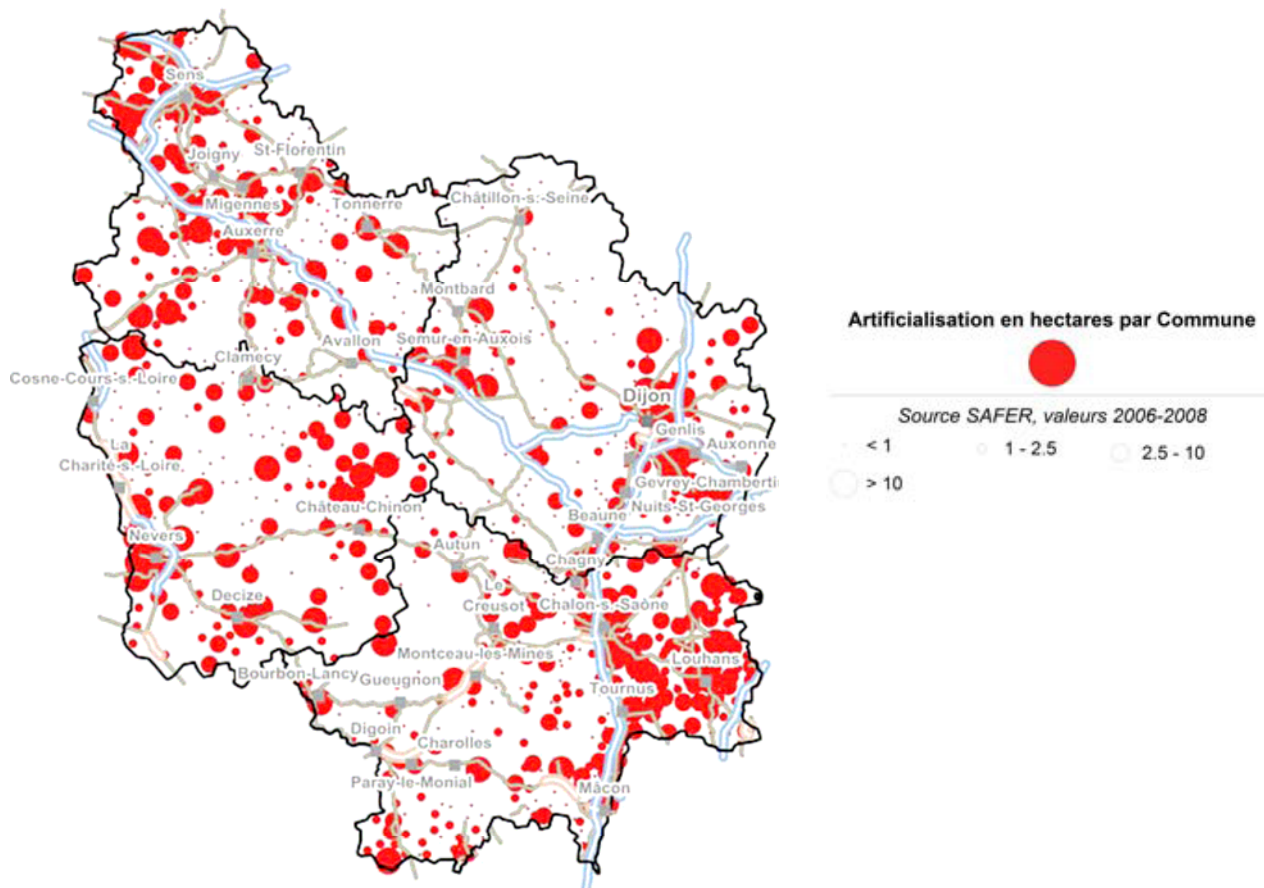 Sens
Joigny
St-Florentin
Migennes
Tonnerre
Châtillon-s.-Seine
Auxerre
Montbard
Avallon
Semur-en-Auxois
Clamecy
Cosne-Cours-s.-Loire
Dijon
Genlis
La
Charité-s.-Loire
Auxonne
Gevrey-Chamberti
Château-Chinon
Nuits-St-Georges
Beaune
Nevers
Autun
Chagny
Le
Creusot
Decize
Chalon-s.-Saône
Montceau-les-Mines
Louhans
Bourbon-Lancy
Gueugnon
Tournus
Digoin
Charolles
Paray-le-Monial
Mâcon
Artificialisation en hectares par Commune
Source SAFER, valeurs 2006-2008
< 1
1 - 2.5
2.5 - 10
> 10